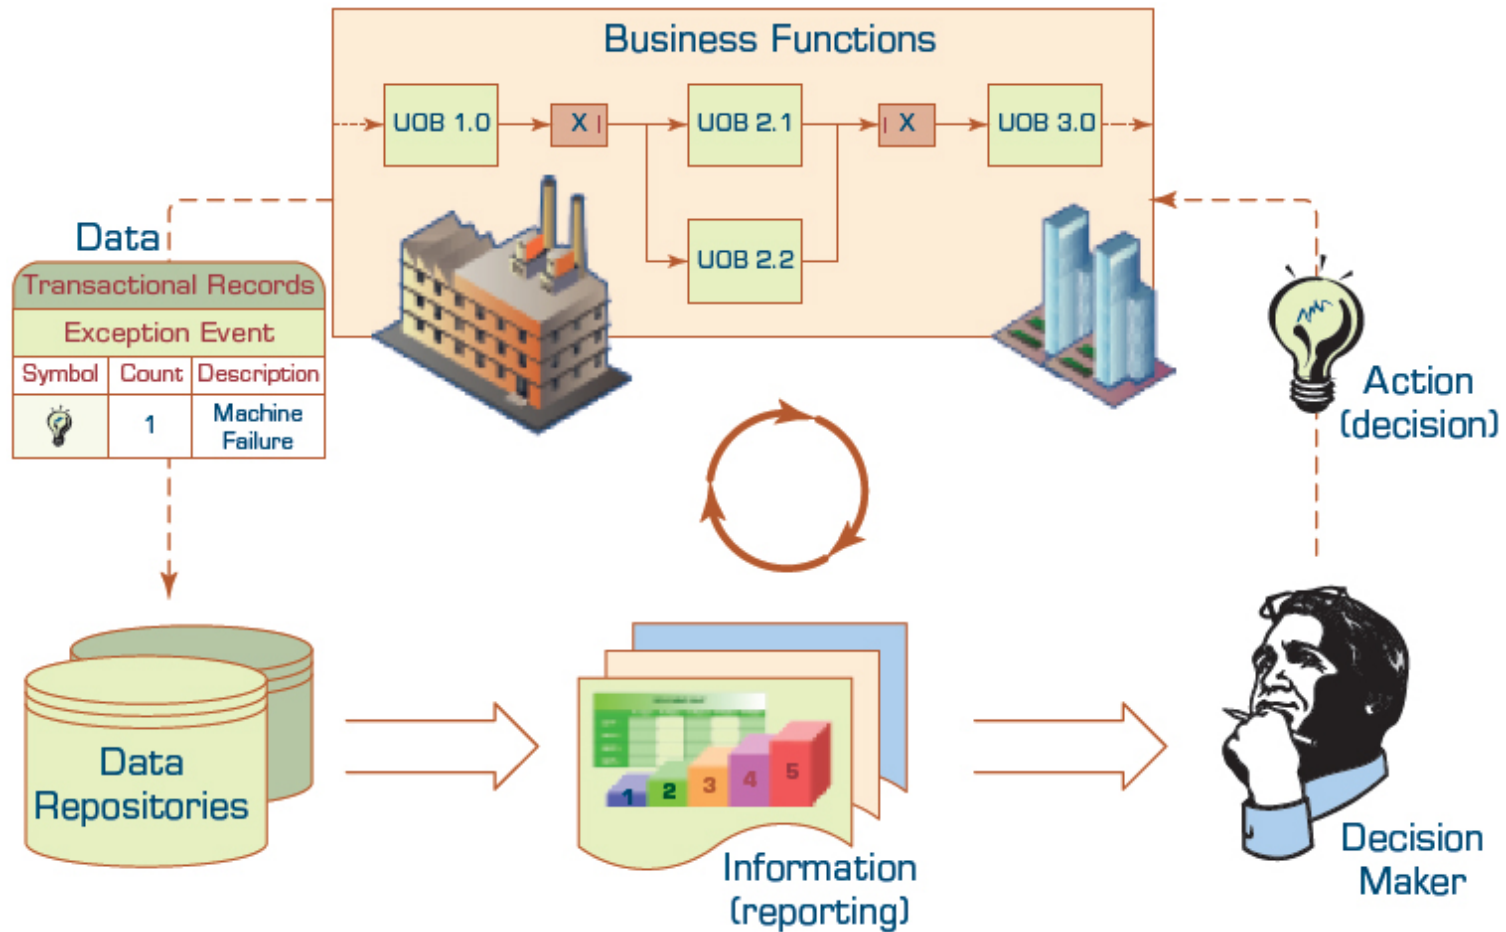 Business Functions
UOB 1.0
X
UOB 2.1
X
UOB 3.0
UOB 2.2
Data
Transactional Records
Exception Event
Symbol Count Description
1 Machine
Failure
Action
(decision)
Data
Repositories
1 2 3 4 5
Information
(reporting)
Decision
Maker